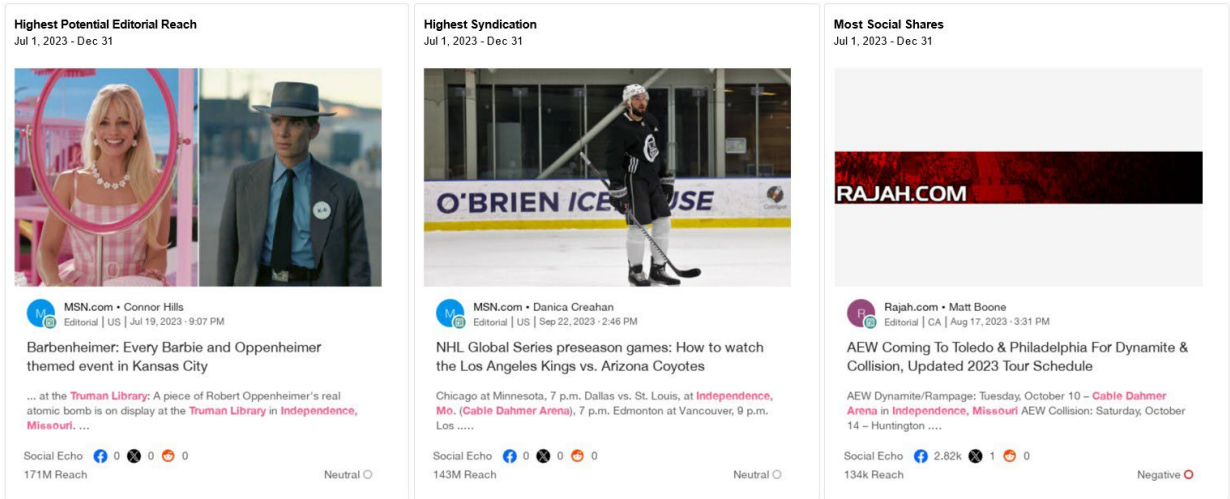 Highest Potential Editorial Reach
Jul 1, 2023 - Dec 31
MSN.com • Connor Hills
Editorial | US | Jul 19, 2023 · 9:07 PM
Barbenheimer: Every Barbie and Oppenheimer
themed event in Kansas City
... at the Truman Library: A piece of Robert Oppenheimer's real
atomic bomb is on display at the Truman Library in Independence,
Missouri. ...
Social Echo 0 0 0
171M Reach Neutral
Highest Syndication
Jul 1, 2023 - Dec 31
O'BRIEN ICE USE
M
MSN.com • Danica Creahan
Editorial | US | Sep 22, 2023 · 2:46 PM
NHL Global Series preseason games: How to watch
the Los Angeles Kings vs. Arizona Coyotes
Chicago at Minnesota, 7 p.m. Dallas vs. St. Louis, at Independence,
Mo. (Cable Dahmer Arena), 7 p.m. Edmonton at Vancouver, 9 p.m.
Los .....
Social Echo 0 0 0
143M Reach Neutral
Most Social Shares
Jul 1, 2023 - Dec 31
RAJAH.COM
R
Rajah.com • Matt Boone
Editorial | CA | Aug 17, 2023 · 3:31 PM
AEW Coming To Toledo & Philadelphia For Dynamite &
Collision, Updated 2023 Tour Schedule
AEW Dynamite/Rampage: Tuesday, October 10 – Cable Dahmer
Arena in Independence, Missouri AEW Collision: Saturday, October
14 – Huntington ....
Social Echo 2.82k 1 0
134k Reach Negative